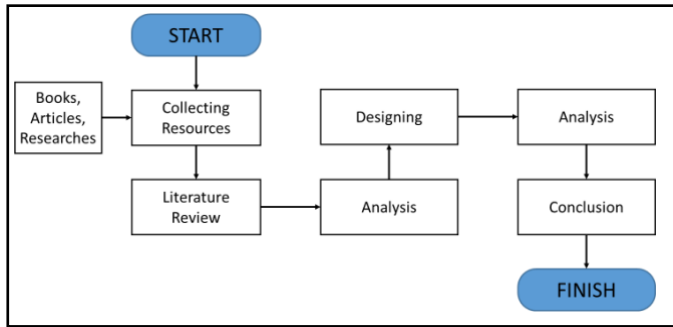 START
Books,
Articles,
Researches
Collecting
Resources
Literature
Review
Analysis
Designing
Analysis
Conclusion
FINISH